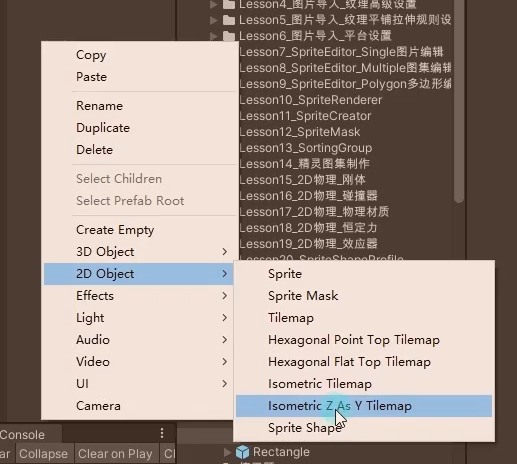 Lesson4_图片导入_纹理高级设置
Lesson5_图片导入_纹理平铺拉伸规则设
Lesson6_图片导入_平台设置
Lesson7_SpriteEditor_Single图片编辑
Lesson8_SpriteEditor_Multiple图集编辑
Lesson9_SpriteEditor_Polygon多边形编
Lesson10_SpriteRenderer
Lesson11_SpriteCreator
Lesson12_SpriteMask
Lesson13_SortingGroup
Lesson14_精灵图集制作
Lesson15_2D物理_刚体
Lesson16_2D物理_碰撞器
Lesson17_2D物理_物理材质
Lesson18_2D物理_恒定力
Lesson19_2D物理_效应器
Lesson20_SpriteShapeProfile
Copy
Paste
Rename
Duplicate
Delete
Select Children
Select Prefab Root
Create Empty
3D Object
2D Object
Effects
Light
Audio
Video
UI
Camera
Sprite
Sprite Mask
Tilemap
Hexagonal Point Top Tilemap
Hexagonal Flat Top Tilemap
Isometric Tilemap
Isometric Z As Y Tilemap
Sprite Shape
Console
ar Collapse Clear on Play Cl
Rectangle